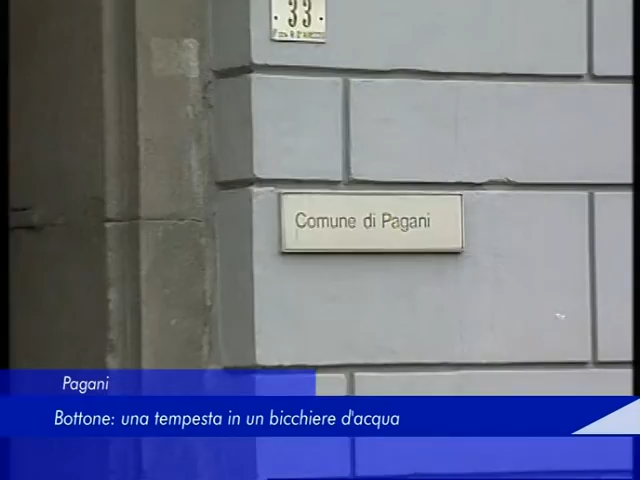 33
Comune di Pagani
Pagani
Bottone: una tempesta in un bicchiere d'acqua